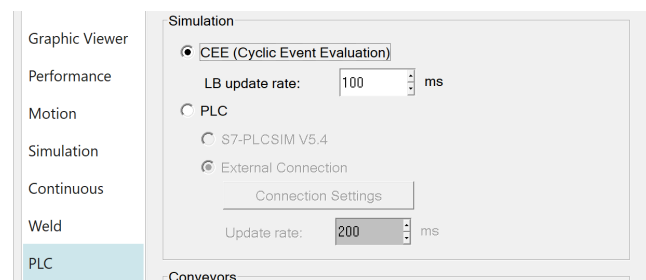 Graphic Viewer
Performance
Motion
Simulation
Continuous
Weld
PLC
Simulation
CEE (Cyclic Event Evaluation)
LB update rate: 100 ms
PLC
S7-PLCSIM V5.4
External Connection
Connection Settings
Update rate: 200 ms
Conveyors